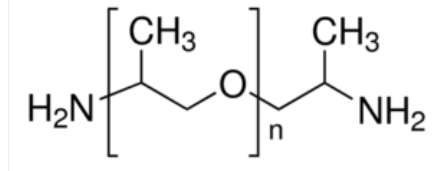 CH₃ CH₃
H₂N O NH₂
n